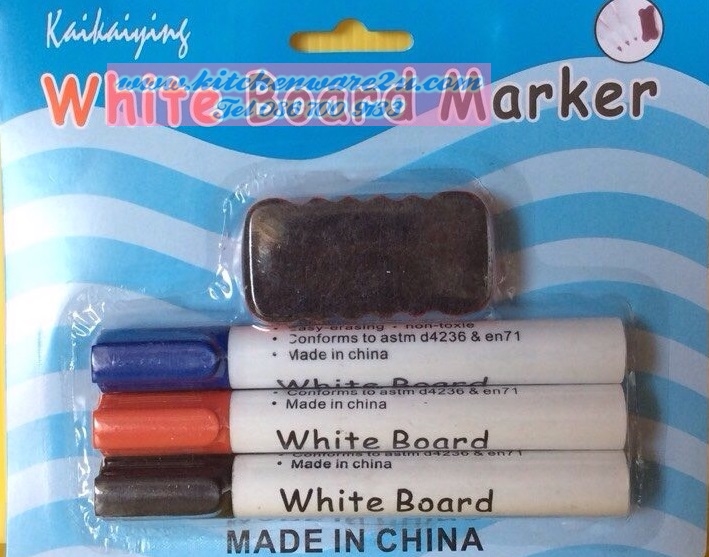 Kaikaiying
White Board Marker
www.kitchenware2u.com
easy-erasing • non-toxic
• Conforms to astm d4236 & en71
• Made in china
White Board
Conforms to astm d4236 & en71
• Made in china
White Board
Conforms to astm d4236 & en71
• Made in china
White Board
MADE IN CHINA